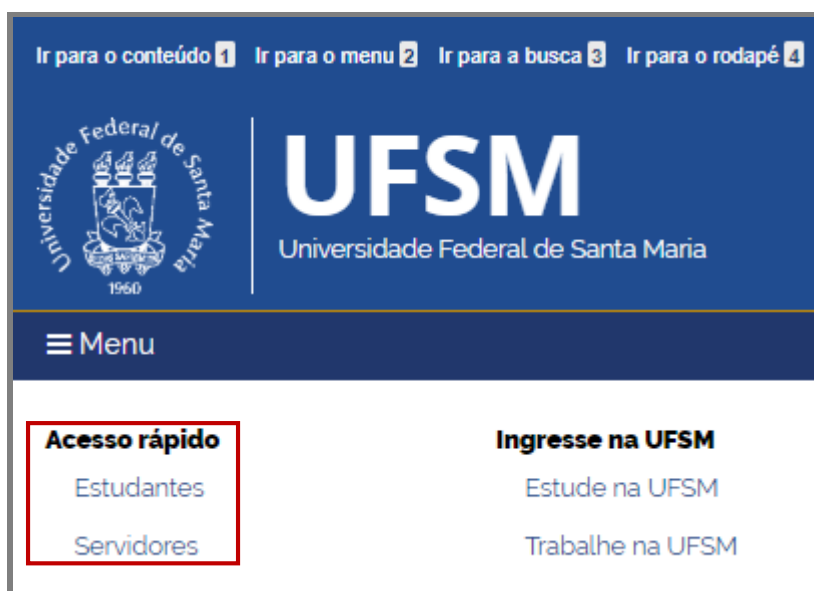 Ir para o conteúdo 1 Ir para o menu 2 Ir para a busca 3 Ir para o rodapé 4
Universidade Federal de Santa Maria
1960
UFSM
Universidade Federal de Santa Maria
Menu
Acesso rápido
Estudantes
Servidores
Ingresse na UFSM
Estude na UFSM
Trabalhe na UFSM